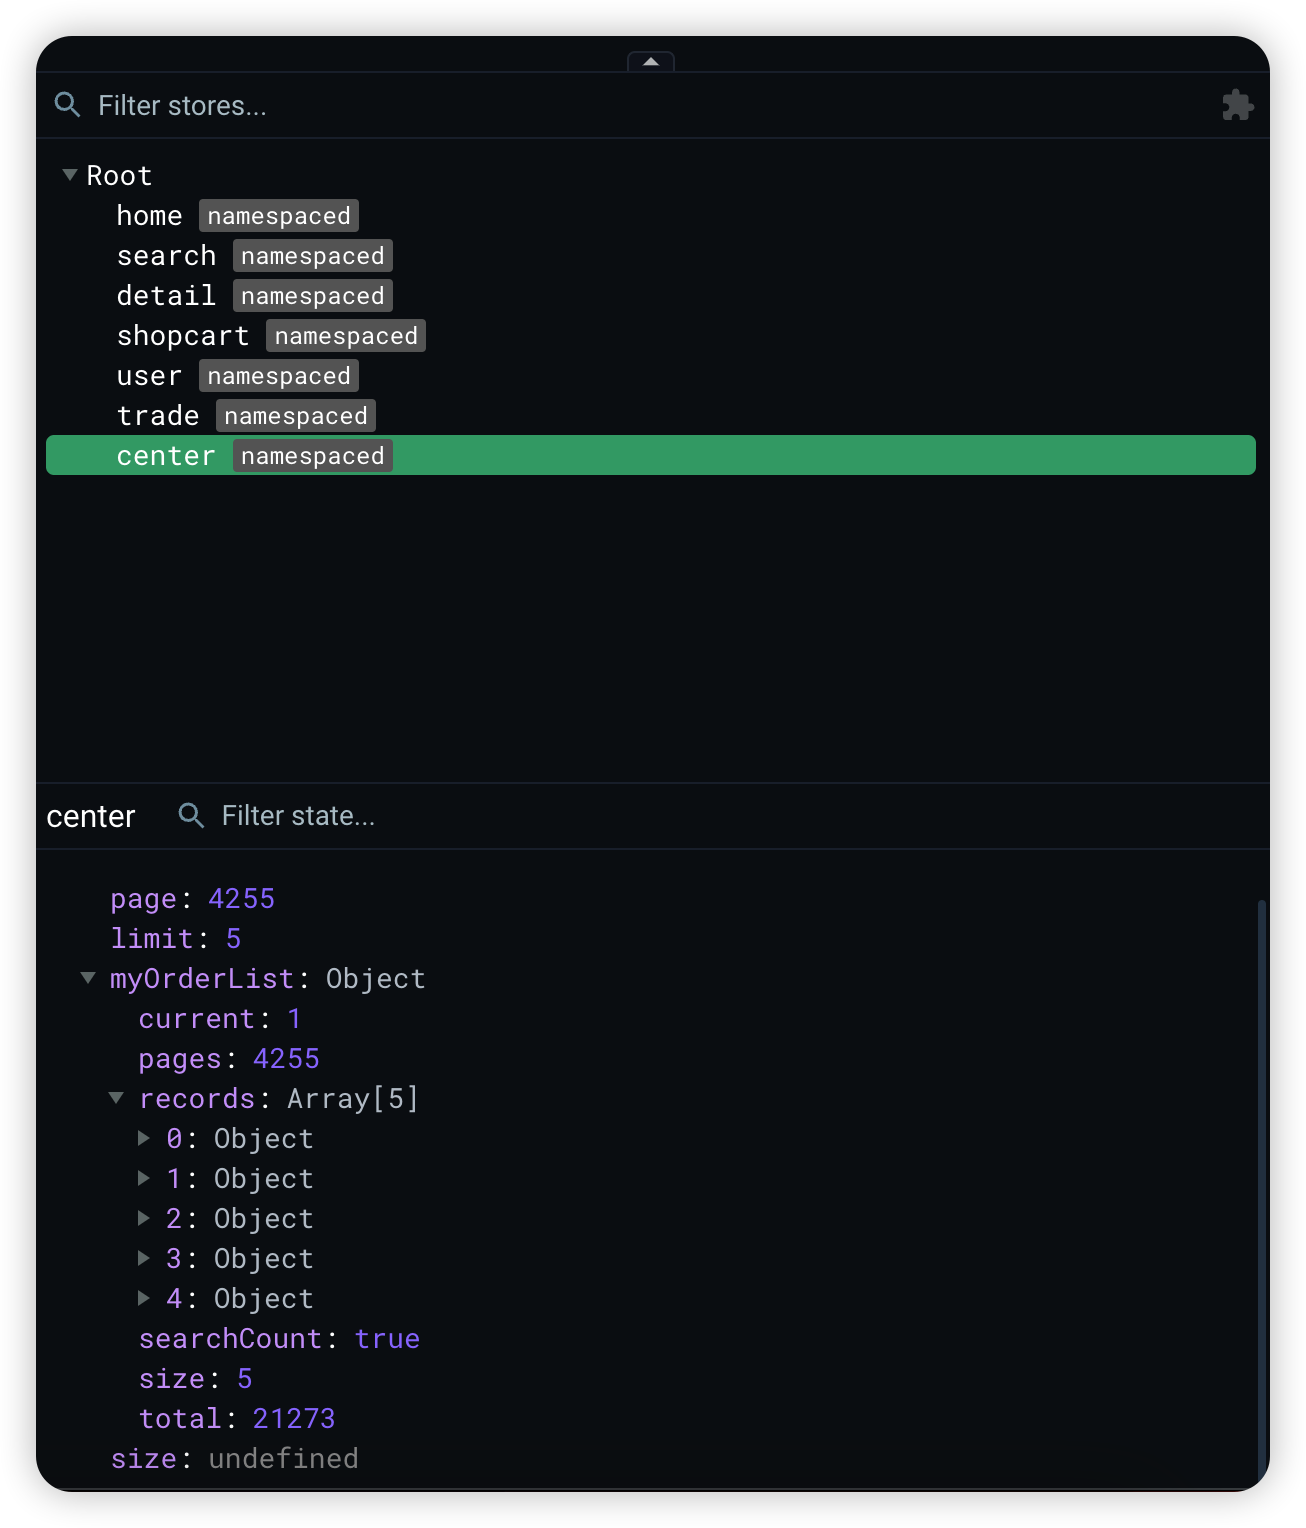 Filter stores...
Root
home namespaced
search namespaced
detail namespaced
shopcart namespaced
user namespaced
trade namespaced
center namespaced
center Filter state...
page: 4255
limit: 5
myOrderList: Object
current: 1
pages: 4255
records: Array[5]
0: Object
1: Object
2: Object
3: Object
4: Object
searchCount: true
size: 5
total: 21273
size: undefined